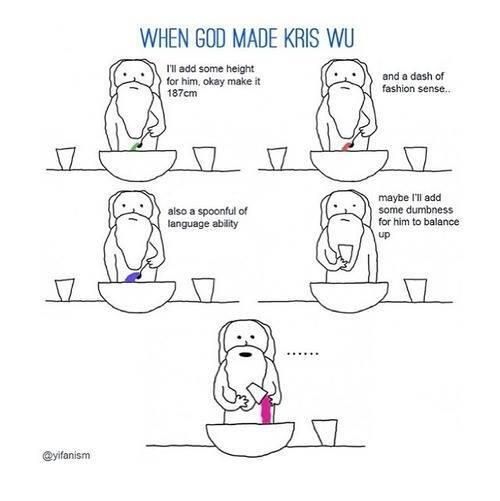 WHEN GOD MADE KRIS WU
I'll add some height
for him, okay make it
187cm
and a dash of
fashion sense..
also a spoonful of
language ability
maybe I'll add
some dumbness
for him to balance
up
......
@yifanism